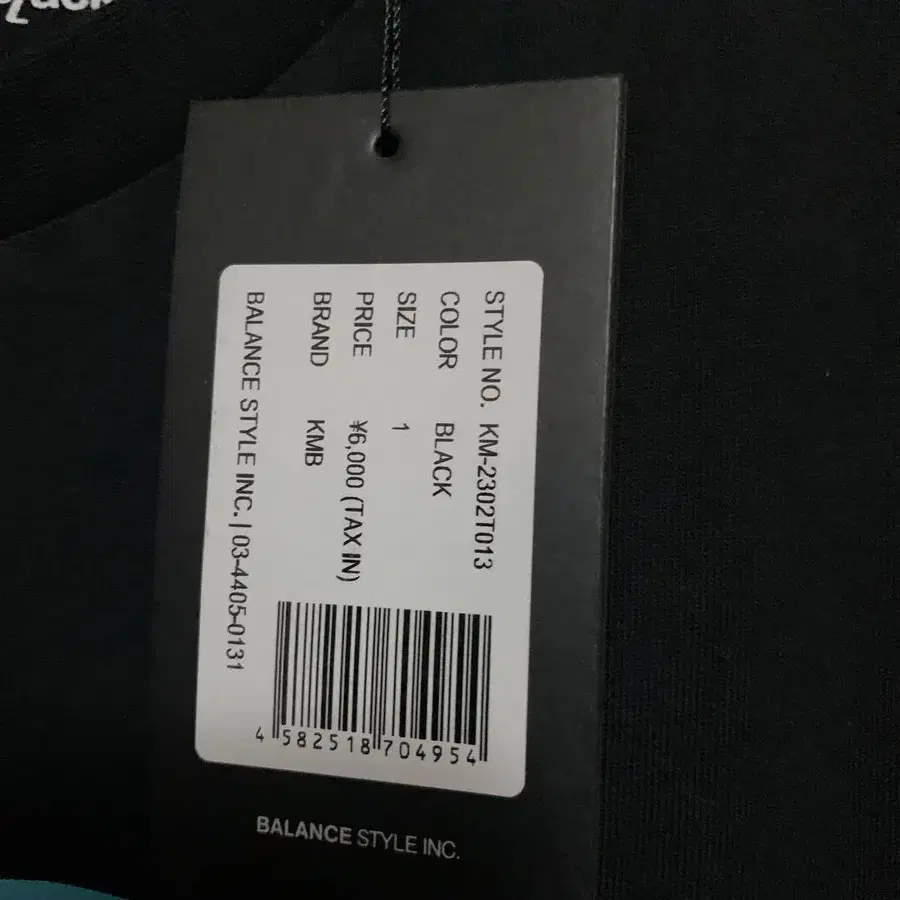 STYLE NO. KM-2302T013
COLOR BLACK
SIZE 1
PRICE ¥6,000 (TAX IN)
BRAND KMB
BALANCE STYLE INC. | 03-4405-0131
4 582518 704954
BALANCE STYLE INC.